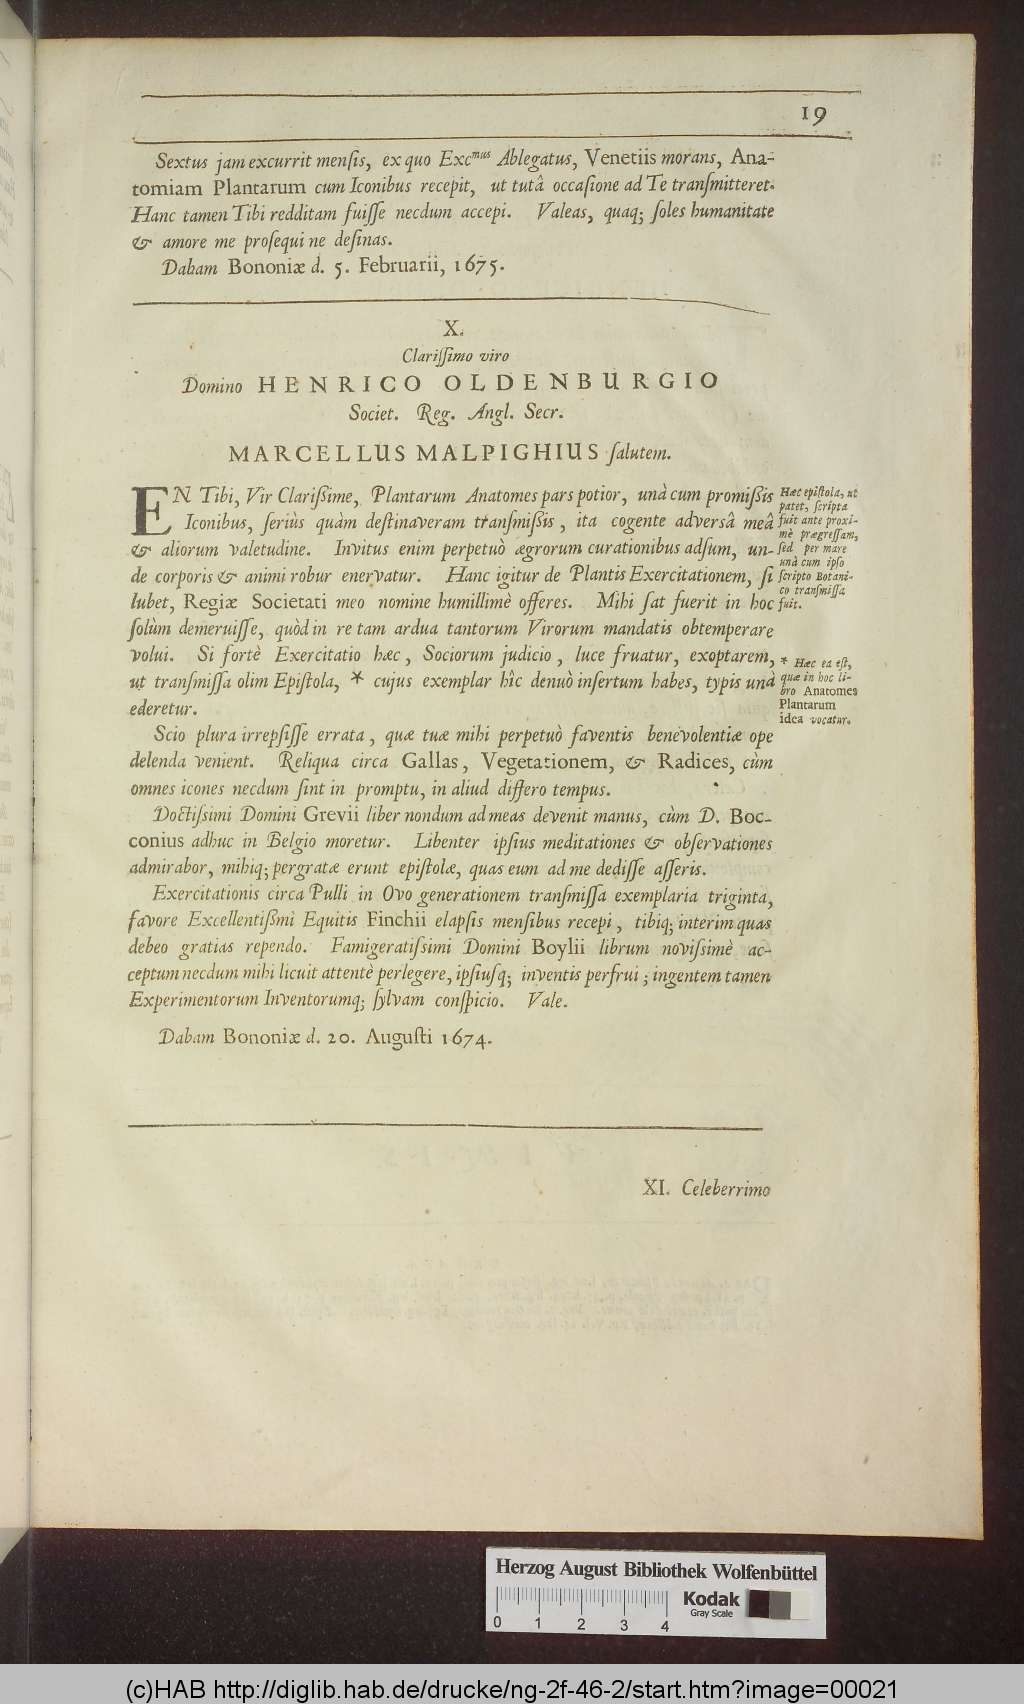 19
Sextus jam excurrit mensis, ex quo Exc.mus Ablegatus, Venetiis morans, Ana-
tomiam Plantarum cum Iconibus recepit, ut tutâ occasione ad Te transmitteret.
Hanc tamen Tibi redditam fuisse necdum accepi. Valeas, quaq; soles humanitate
& amore me prosequi ne desinas.
Dabam Bononiæ d. 5. Februarii, 1675.
X.
Clarissimo viro
Domino HENRICO OLDENBURGIO
Societ. Reg. Angl. Secr.
MARCELLUS MALPIGHIUS salutem.
EN Tibi, Vir Clarissime, Plantarum Anatomes pars potior, unà cum promissis
Iconibus, seriùs quàm destinaveram transmissis, ita cogente adversâ meâ
& aliorum valetudine. Invitus enim perpetuò ægrorum curationibus adsum, un-
de corporis & animi robur enervatur. Hanc igitur de Plantis Exercitationem, si
lubet, Regiæ Societati meo nomine humillimè offeres. Mihi sat fuerit in hoc
solùm demeruisse, quòd in re tam ardua tantorum Virorum mandatis obtemperare
volui. Si fortè Exercitatio hæc, Sociorum judicio, luce fruatur, exoptarem,
ut transmissa olim Epistola, * cujus exemplar hîc denuò insertum habes, typis unà
ederetur.
Hæc epistola, ut
patet, scripta
fuit ante proxi-
mè prægressam,
sed per mare
unà cum ipso
scripto Botani-
co transmissa
fuit.
* Hæc ea est,
quæ in hoc li-
bro Anatomes
Plantarum
idea vocatur.
Scio plura irrepsisse errata, quæ tuæ mihi perpetuò faventis benevolentiæ ope
delenda venient. Reliqua circa Gallas, Vegetationem, & Radices, cùm
omnes icones necdum sint in promptu, in aliud differo tempus.
Doctissimi Domini Grevii liber nondum ad meas devenit manus, cùm D. Boc-
conius adhuc in Belgio moretur. Libenter ipsius meditationes & observationes
admirabor, mihiq; pergratæ erunt epistolæ, quas eum ad me dedisse asseris.
Exercitationis circa Pulli in Ovo generationem transmissa exemplaria triginta,
favore Excellentissmi Equitis Finchii elapsis mensibus recepi, tibiq; interim quas
debeo gratias rependo. Famigeratissimi Domini Boylii librum novissimè ac-
ceptum necdum mihi licuit attentè perlegere, ipsiusq; inventis perfrui; ingentem tamen
Experimentorum Inventorumq; sylvam conspicio. Vale.
Dabam Bononiæ d. 20. Augusti 1674.
XI. Celeberrimo
Herzog August Bibliothek Wolfenbüttel
Kodak
Gray Scale
0 1 2 3 4
(c)HAB http://diglib.hab.de/drucke/ng-2f-46-2/start.htm?image=00021